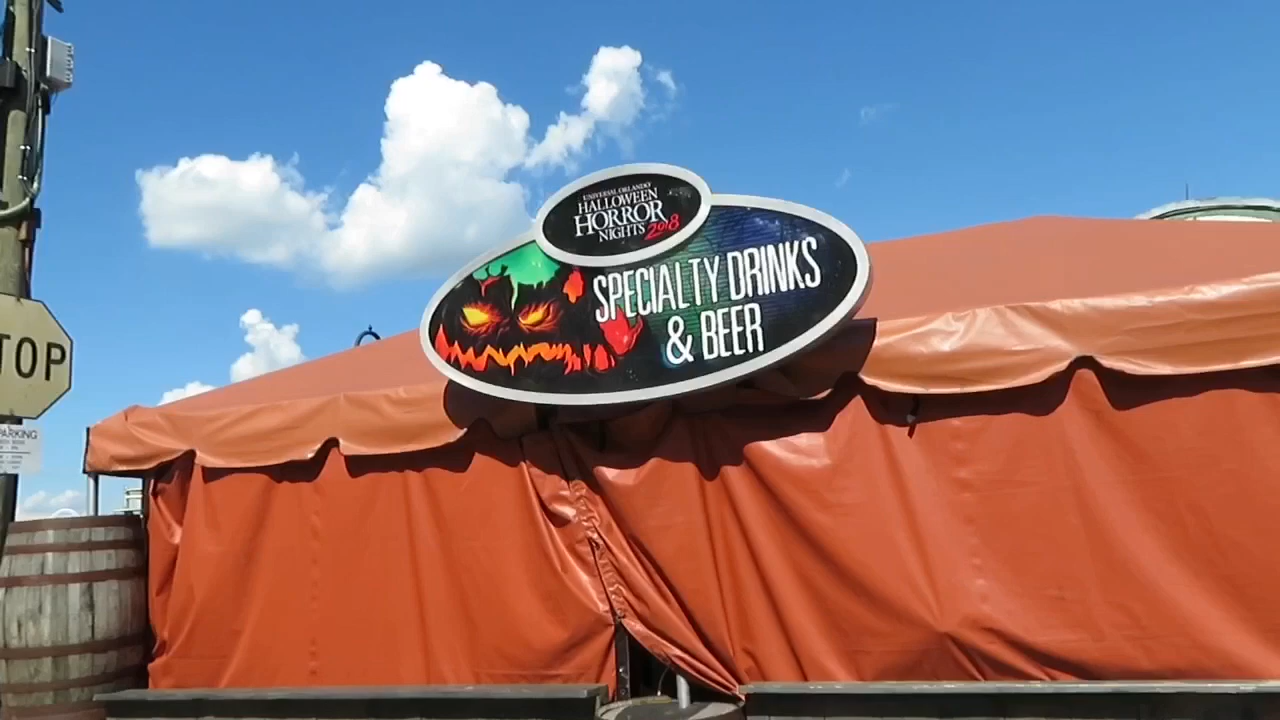 UNIVERSAL ORLANDO
HALLOWEEN
HORROR
NIGHTS 2018
SPECIALTY DRINKS
& BEER
TOP
PARKING